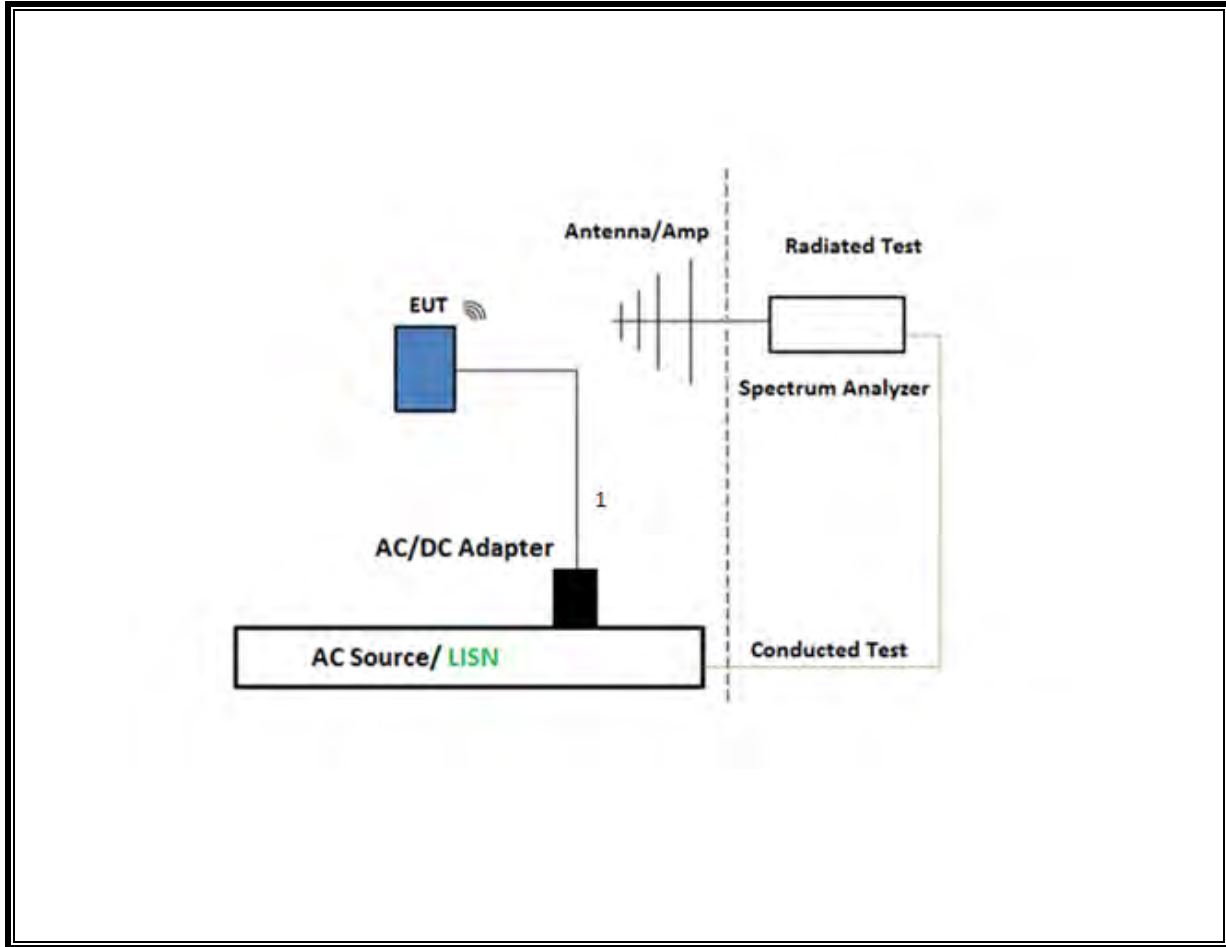 Antenna/Amp
Radiated Test
EUT
Spectrum Analyzer
1
AC/DC Adapter
AC Source/ LISN
Conducted Test